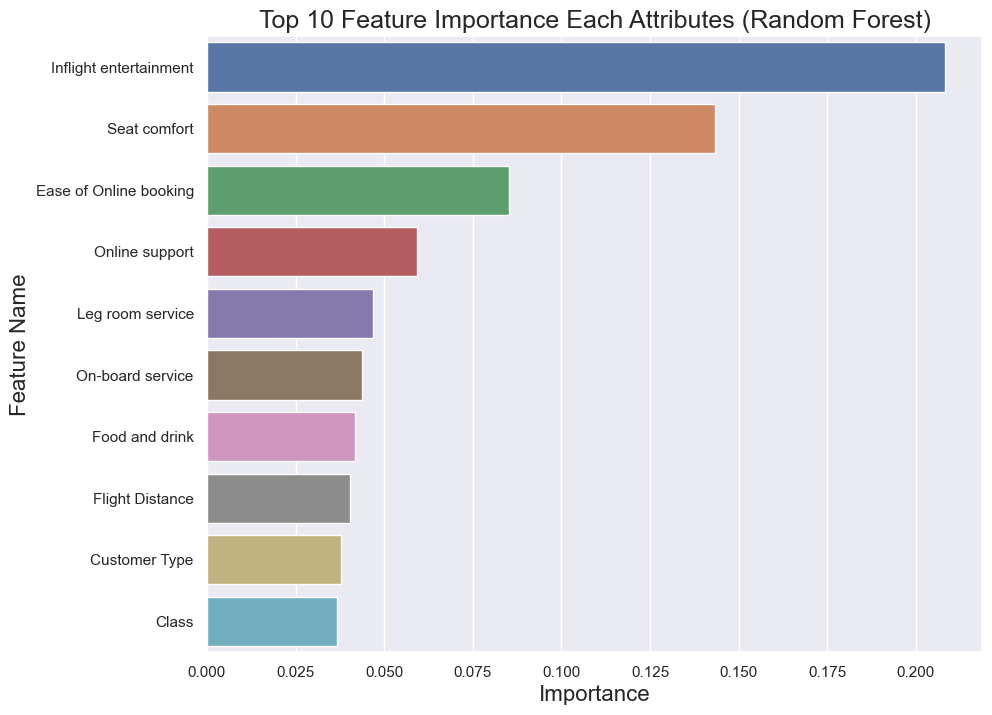 Top 10 Feature Importance Each Attributes (Random Forest)
Feature Name
Inflight entertainment
Seat comfort
Ease of Online booking
Online support
Leg room service
On-board service
Food and drink
Flight Distance
Customer Type
Class
0.000 0.025 0.050 0.075 0.100 0.125 0.150 0.175 0.200
Importance